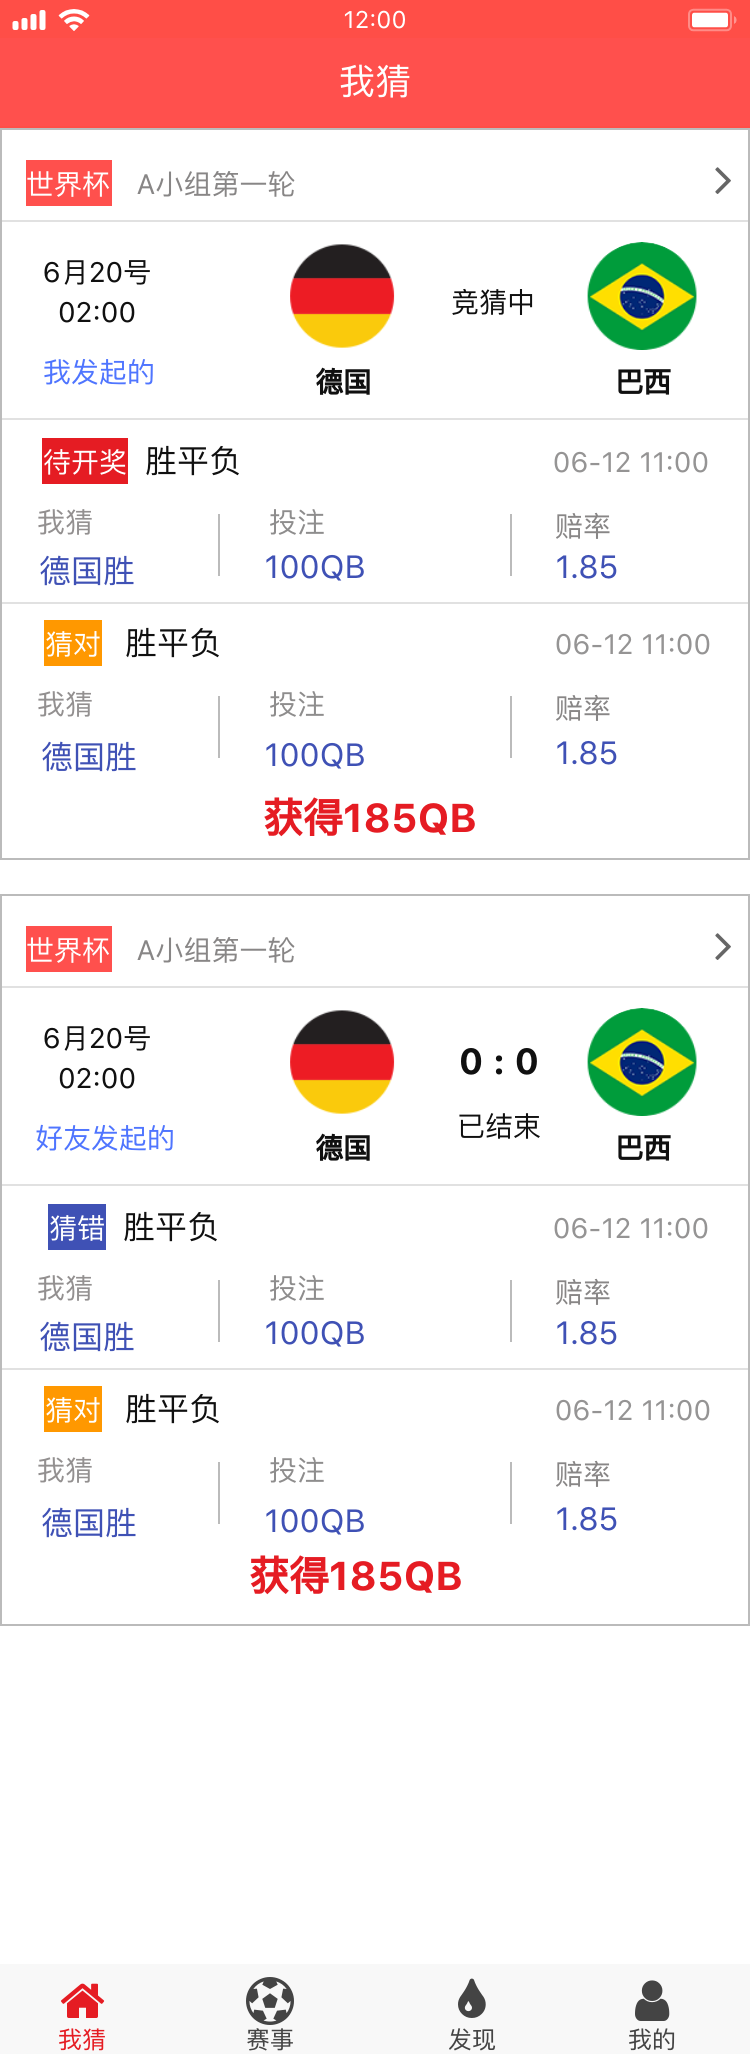 12:00
我猜
世界杯 A小组第一轮
6月20号
02:00
竞猜中
我发起的
德国 巴西
待开奖 胜平负 06-12 11:00
我猜 投注 赔率
德国胜 100QB 1.85
猜对 胜平负 06-12 11:00
我猜 投注 赔率
德国胜 100QB 1.85
获得185QB
世界杯 A小组第一轮
6月20号
02:00
0 : 0
已结束
好友发起的
德国 巴西
猜错 胜平负 06-12 11:00
我猜 投注 赔率
德国胜 100QB 1.85
猜对 胜平负 06-12 11:00
我猜 投注 赔率
德国胜 100QB 1.85
获得185QB
我猜 赛事 发现 我的